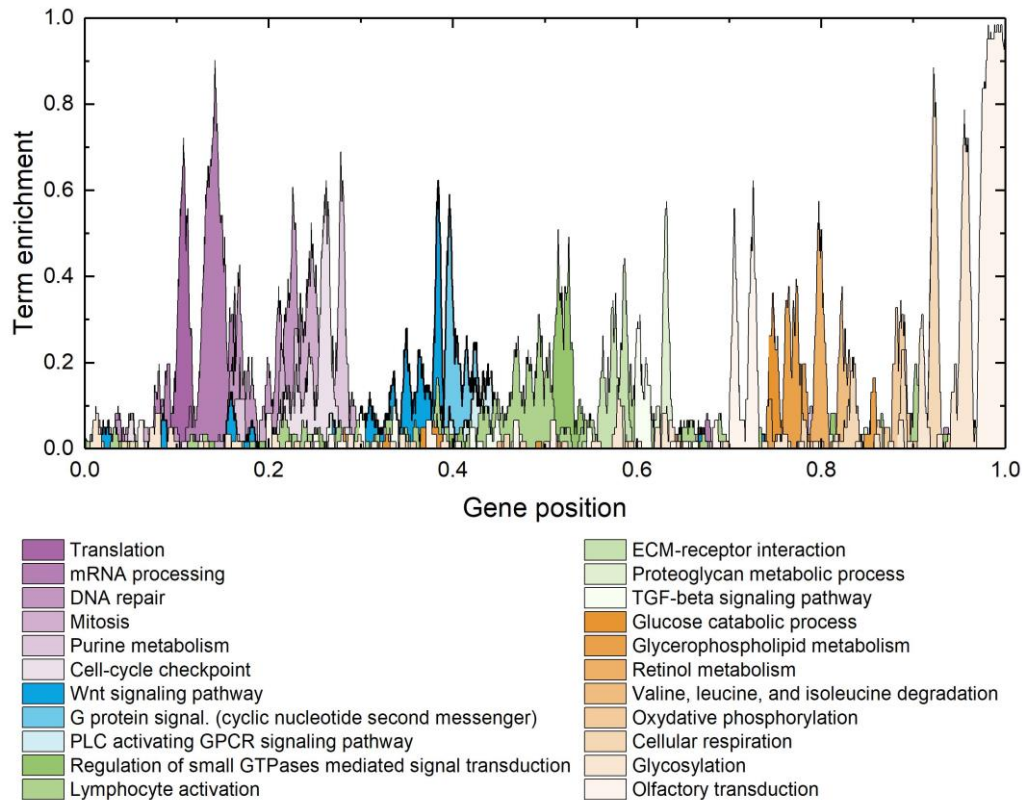 1.0
0.8
0.6
0.4
0.2
0.0
Term enrichment
0.0 0.2 0.4 0.6 0.8 1.0
Gene position
Translation
mRNA processing
DNA repair
Mitosis
Purine metabolism
Cell-cycle checkpoint
Wnt signaling pathway
G protein signal. (cyclic nucleotide second messenger)
PLC activating GPCR signaling pathway
Regulation of small GTPases mediated signal transduction
Lymphocyte activation
ECM-receptor interaction
Proteoglycan metabolic process
TGF-beta signaling pathway
Glucose catabolic process
Glycerophospholipid metabolism
Retinol metabolism
Valine, leucine, and isoleucine degradation
Oxydative phosphorylation
Cellular respiration
Glycosylation
Olfactory transduction